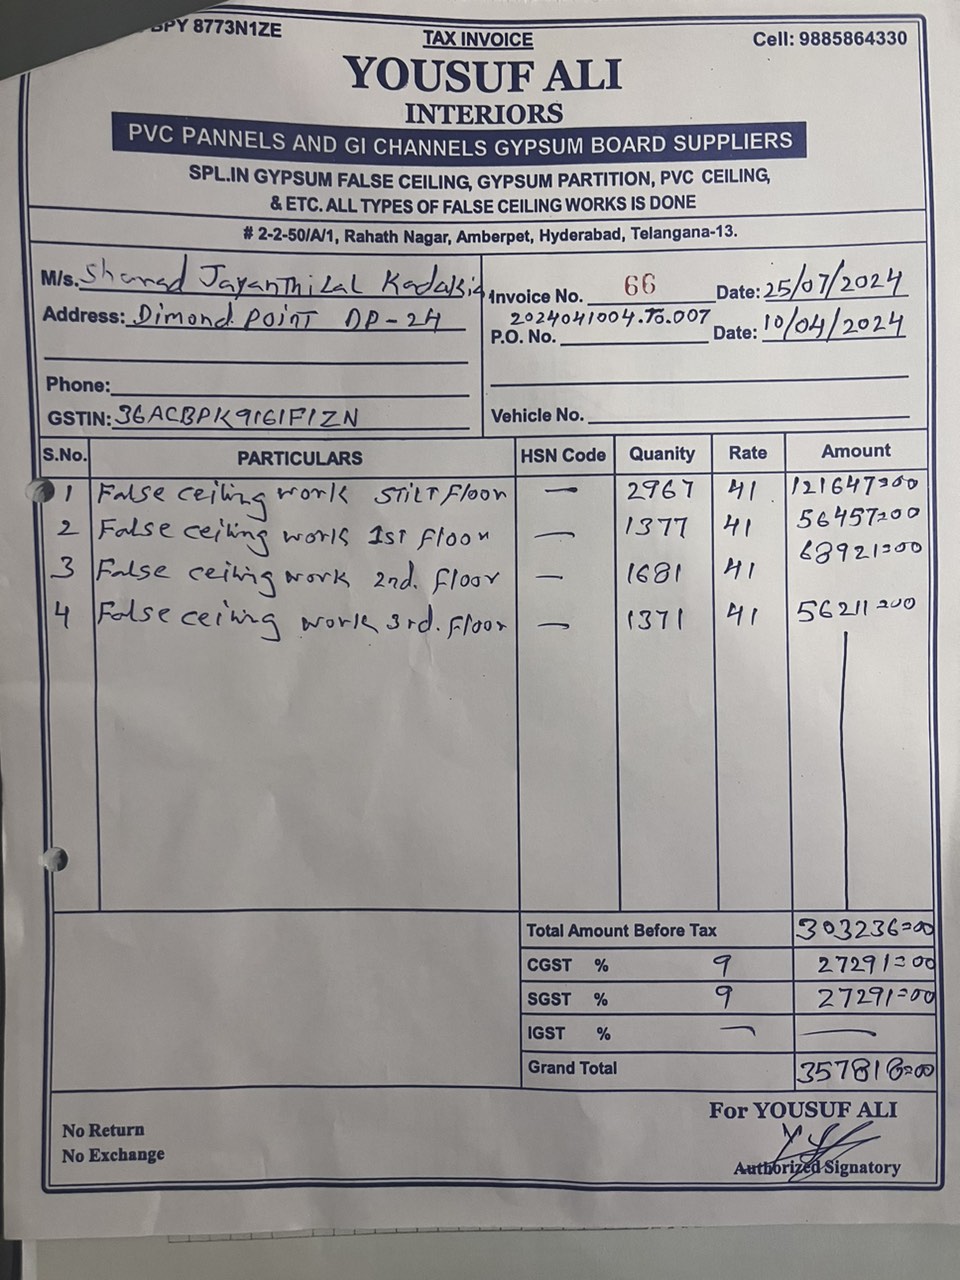 BPY 8773N1ZE
TAX INVOICE
Cell: 9885864330
YOUSUF ALI
INTERIORS
PVC PANNELS AND GI CHANNELS GYPSUM BOARD SUPPLIERS
SPL.IN GYPSUM FALSE CEILING, GYPSUM PARTITION, PVC CEILING,
& ETC. ALL TYPES OF FALSE CEILING WORKS IS DONE
# 2-2-50/A/1, Rahath Nagar, Amberpet, Hyderabad, Telangana-13.
M/s. Sharad Jayanthilal Kadakia
Address: Dimond Point DP-24
Phone:
GSTIN: 36ACBPK9161F1ZN
Invoice No. 66 Date: 25/07/2024
2024041004.To.007
P.O. No. Date: 10/04/2024
Vehicle No.
S.No. PARTICULARS HSN Code Quanity Rate Amount
1 False ceiling work STILT Floor — 2967 41 121647=00
2 False ceiling work 1st floor — 1377 41 56457=00
3 False ceiling work 2nd. floor — 1681 41 68921=00
4 False ceiling work 3rd. floor — 1371 41 56211=00
Total Amount Before Tax 303236=00
CGST % 9 27291=00
SGST % 9 27291=00
IGST % — —
Grand Total 357818=00
For YOUSUF ALI
No Return
No Exchange
Authorized Signatory